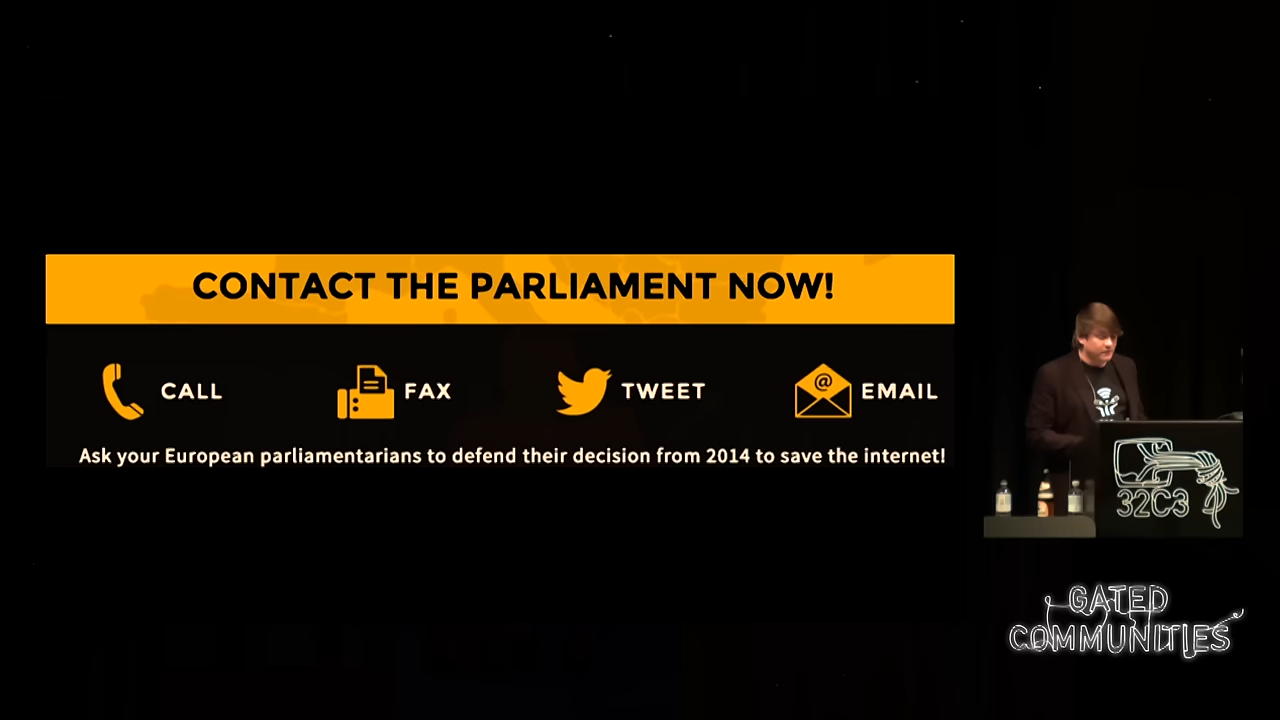 CONTACT THE PARLIAMENT NOW!
CALL
FAX
TWEET
@
EMAIL
Ask your European parliamentarians to defend their decision from 2014 to save the internet!
32C3
GATED
COMMUNITIES